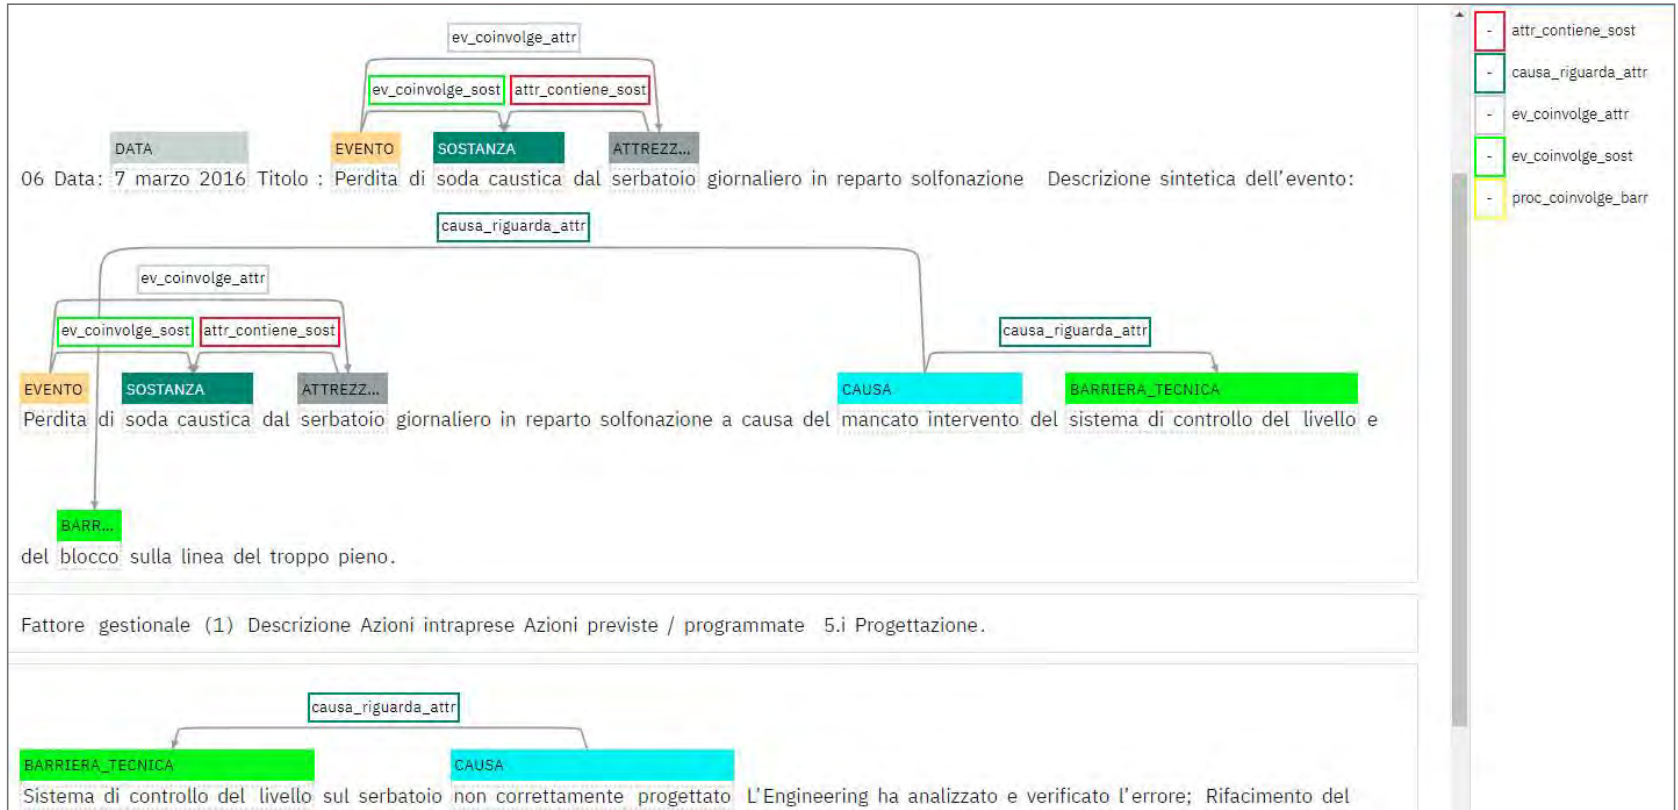 ev_coinvolge_attr
ev_coinvolge_sost attr_contiene_sost
DATA EVENTO SOSTANZA ATTREZZ...
06 Data: 7 marzo 2016 Titolo : Perdita di soda caustica dal serbatoio giornaliero in reparto solfonazione Descrizione sintetica dell'evento:
causa_riguarda_attr
ev_coinvolge_attr
ev_coinvolge_sost attr_contiene_sost causa_riguarda_attr
EVENTO SOSTANZA ATTREZZ... CAUSA BARRIERA_TECNICA
Perdita di soda caustica dal serbatoio giornaliero in reparto solfonazione a causa del mancato intervento del sistema di controllo del livello e
BARR...
del blocco sulla linea del troppo pieno.
Fattore gestionale (1) Descrizione Azioni intraprese Azioni previste / programmate 5.i Progettazione.
causa_riguarda_attr
BARRIERA_TECNICA CAUSA
Sistema di controllo del livello sul serbatoio non correttamente progettato L'Engineering ha analizzato e verificato l'errore; Rifacimento del
- attr_contiene_sost
- causa_riguarda_attr
- ev_coinvolge_attr
- ev_coinvolge_sost
- proc_coinvolge_barr